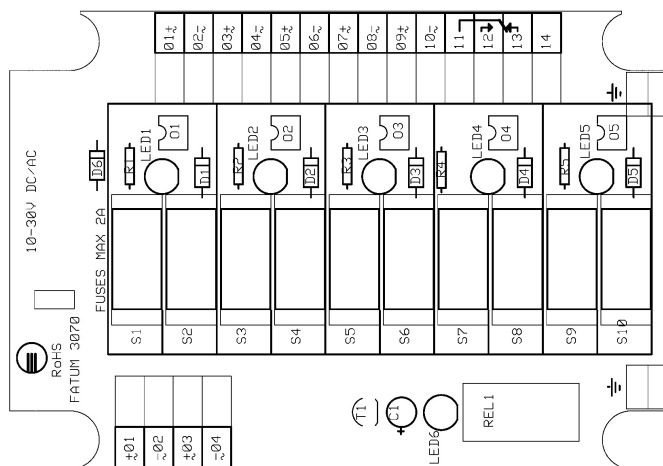 01± 02- 03± 04~ 05± 06~ 07± 08~ 09± 10- 11 12 13 14
O1 O2 O3 O4 O5
LED1 LED2 LED3 LED4 LED5
D6 R1 D1 R2 D2 R3 D3 R4 D4 R5 D5
10-30V DC/AC
FUSES MAX 2A
S1 S2 S3 S4 S5 S6 S7 S8 S9 S10
RoHS
FATUM 3070
T1 C1 + LED6 REL1
±01 -02 ±03 -04